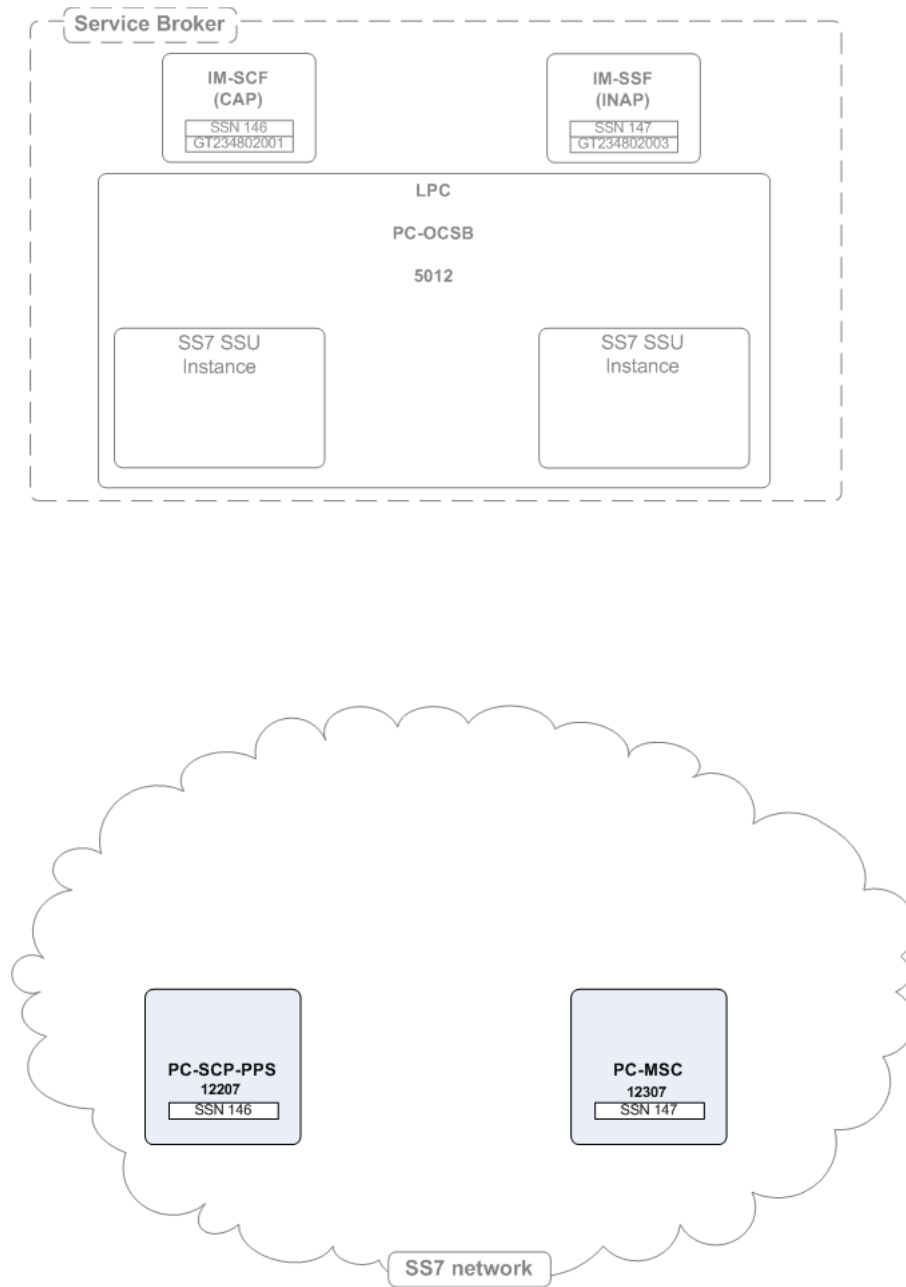 Service Broker
IM-SCF
(CAP)
SSN 146
GT234802001
IM-SSF
(INAP)
SSN 147
GT234802003
LPC
PC-OCSB
5012
SS7 SSU
Instance
SS7 SSU
Instance
PC-SCP-PPS
12207
SSN 146
PC-MSC
12307
SSN 147
SS7 network